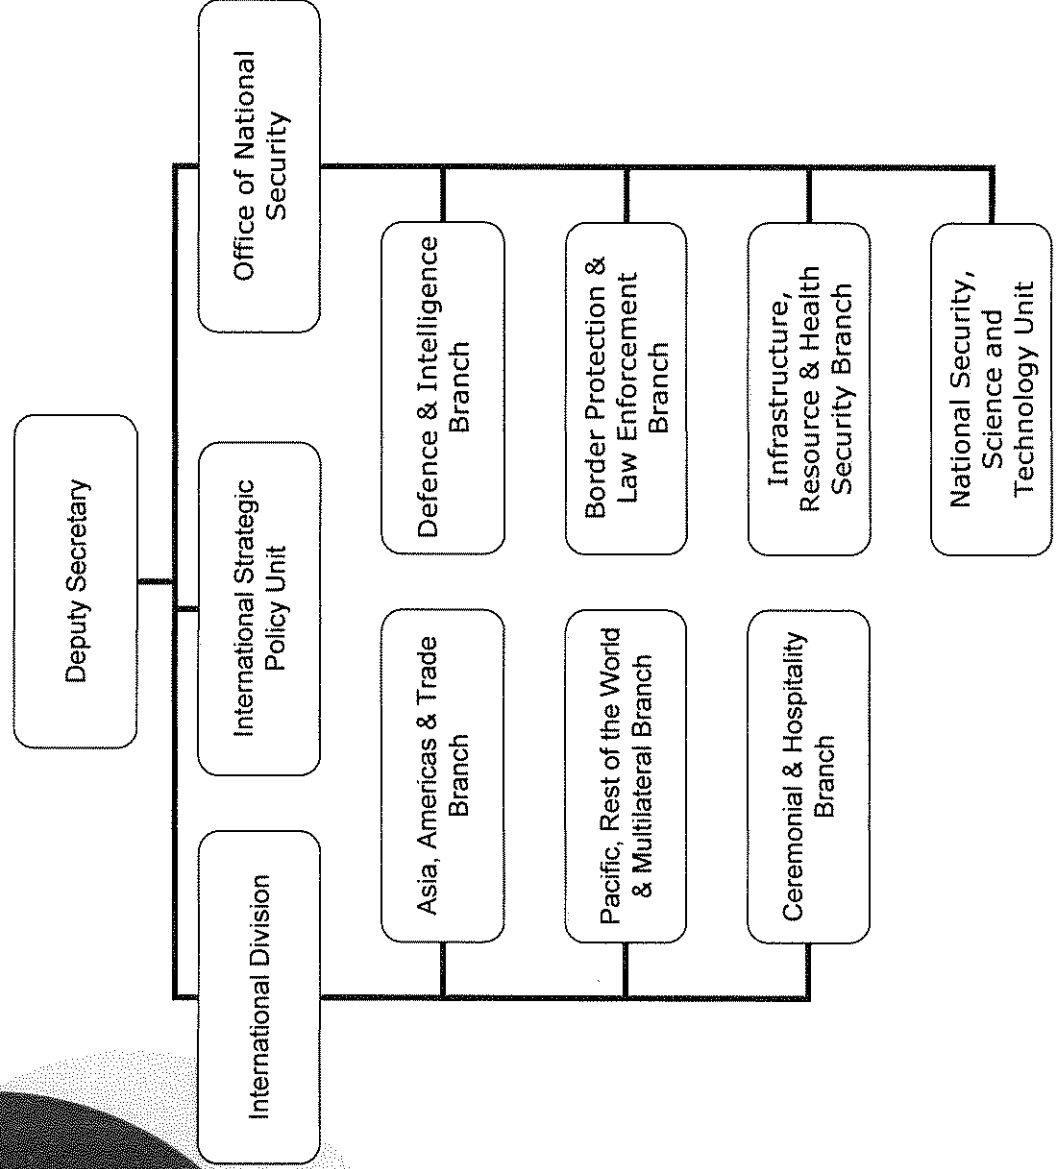 Deputy Secretary
International Division
International Strategic
Policy Unit
Office of National
Security
Asia, Americas & Trade
Branch
Defence & Intelligence
Branch
Pacific, Rest of the World
& Multilateral Branch
Border Protection &
Law Enforcement
Branch
Ceremonial & Hospitality
Branch
Infrastructure,
Resource & Health
Security Branch
National Security,
Science and
Technology Unit